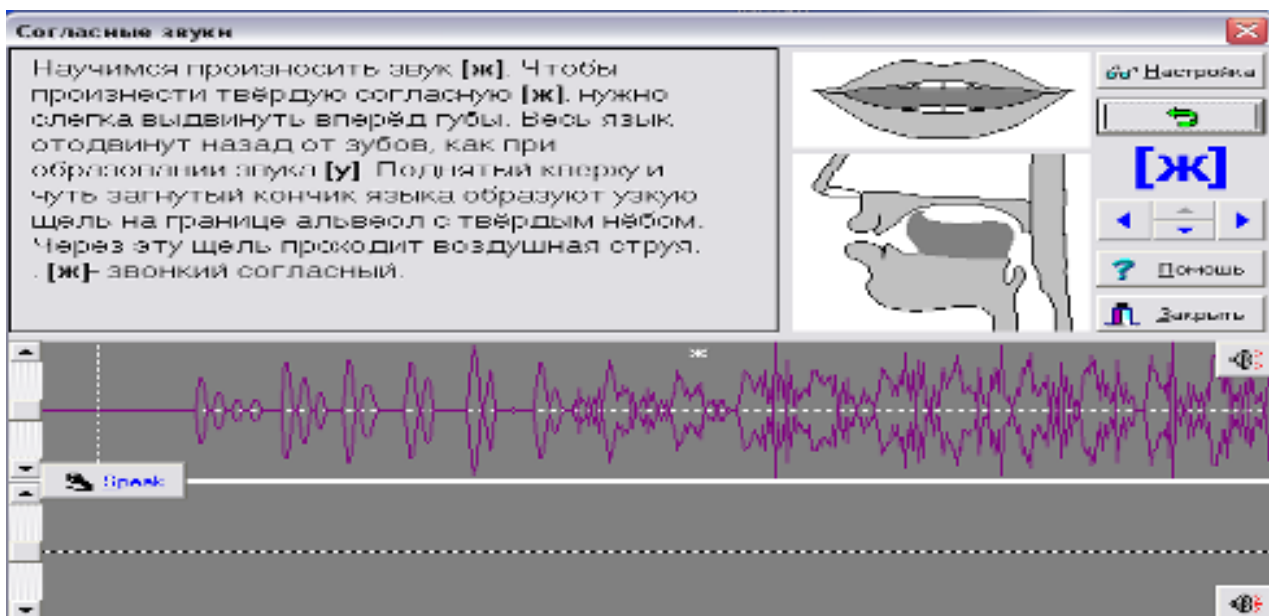 Согласные звуки
Научимся произносить звук [ж]. Чтобы
произнести твёрдую согласную [ж], нужно
слегка выдвинуть вперёд губы. Весь язык
отодвинут назад от зубов, как при
образовании звука [у]. Поднятый кверху и
чуть загнутый кончик языка образуют узкую
щель на границе альвеол с твёрдым нёбом.
Через эту щель проходит воздушная струя.
. [ж]- звонкий согласный.
Настройка
[ж]
Помощь
Закрыть
ж
Speak